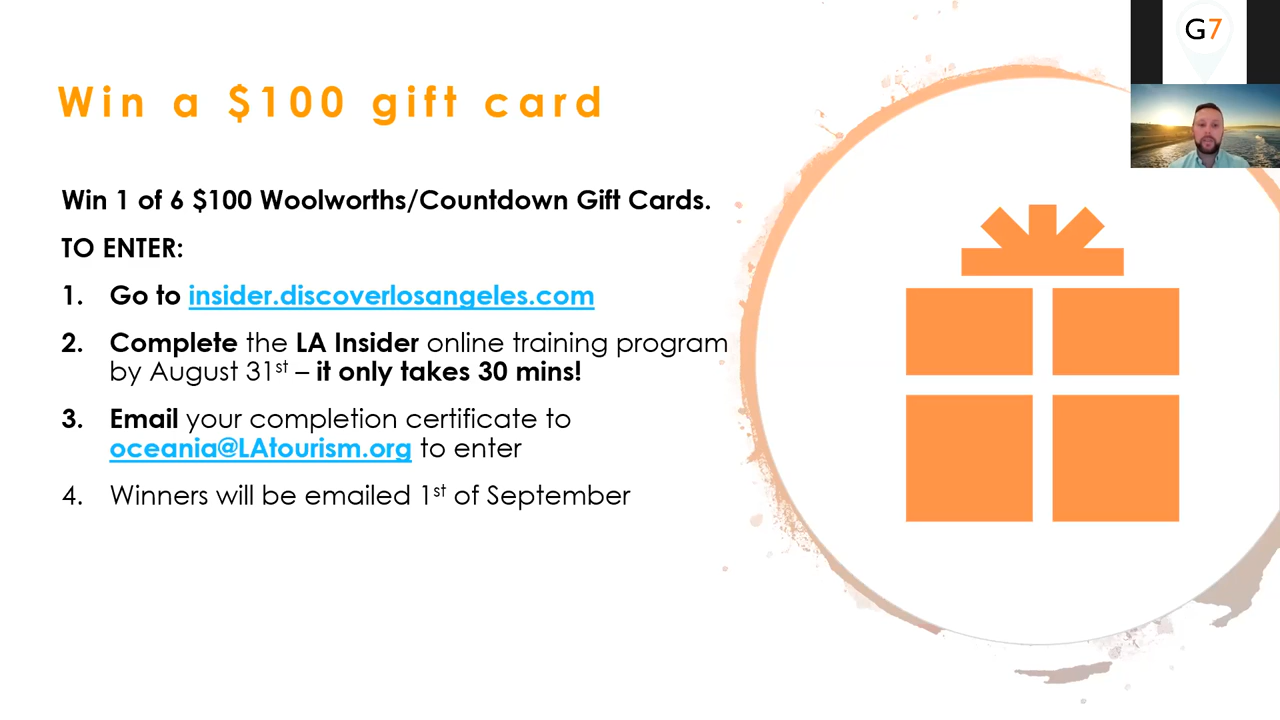 G7
Win a $100 gift card
Win 1 of 6 $100 Woolworths/Countdown Gift Cards.
TO ENTER:
1. Go to insider.discoverlosangeles.com
2. Complete the LA Insider online training program
by August 31st – it only takes 30 mins!
3. Email your completion certificate to
oceania@LAtourism.org to enter
4. Winners will be emailed 1st of September